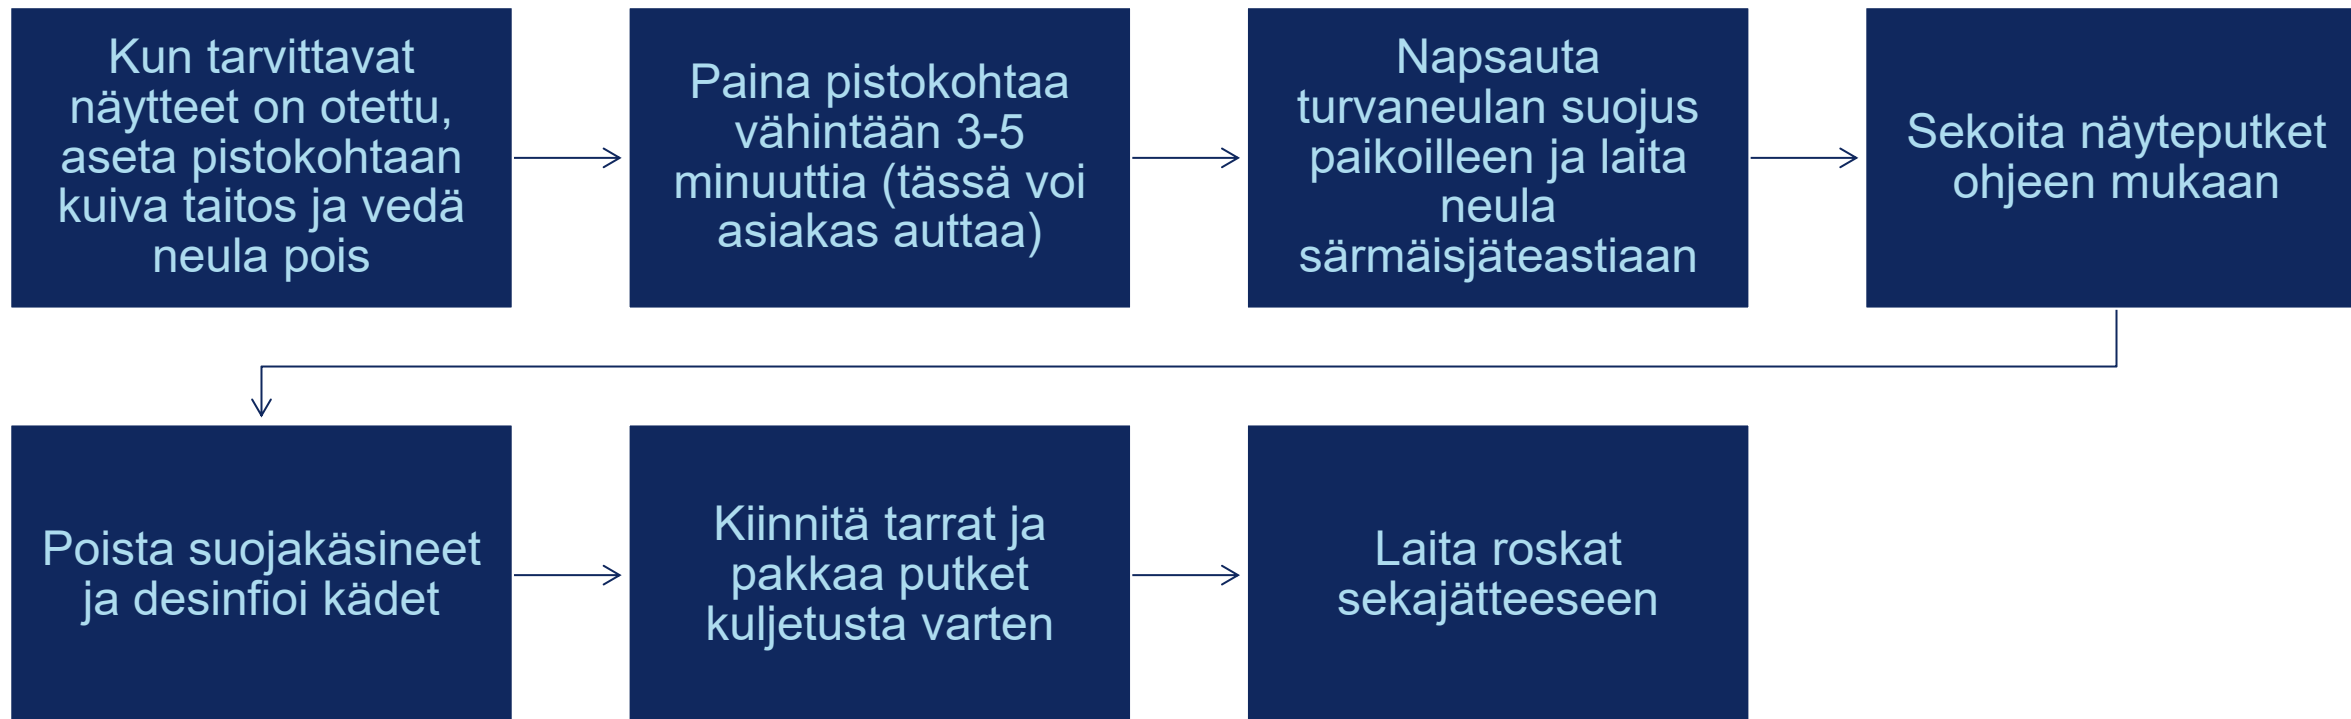 Kun tarvittavat
näytteet on otettu,
aseta pistokohtaan
kuiva taitos ja vedä
neula pois
Paina pistokohtaa
vähintään 3-5
minuuttia (tässä voi
asiakas auttaa)
Napsauta
turvaneulan suojus
paikoilleen ja laita
neula
särmäisjäteastiaan
Sekoita näyteputket
ohjeen mukaan
Poista suojakäsineet
ja desinfioi kädet
Kiinnitä tarrat ja
pakkaa putket
kuljetusta varten
Laita roskat
sekajätteeseen